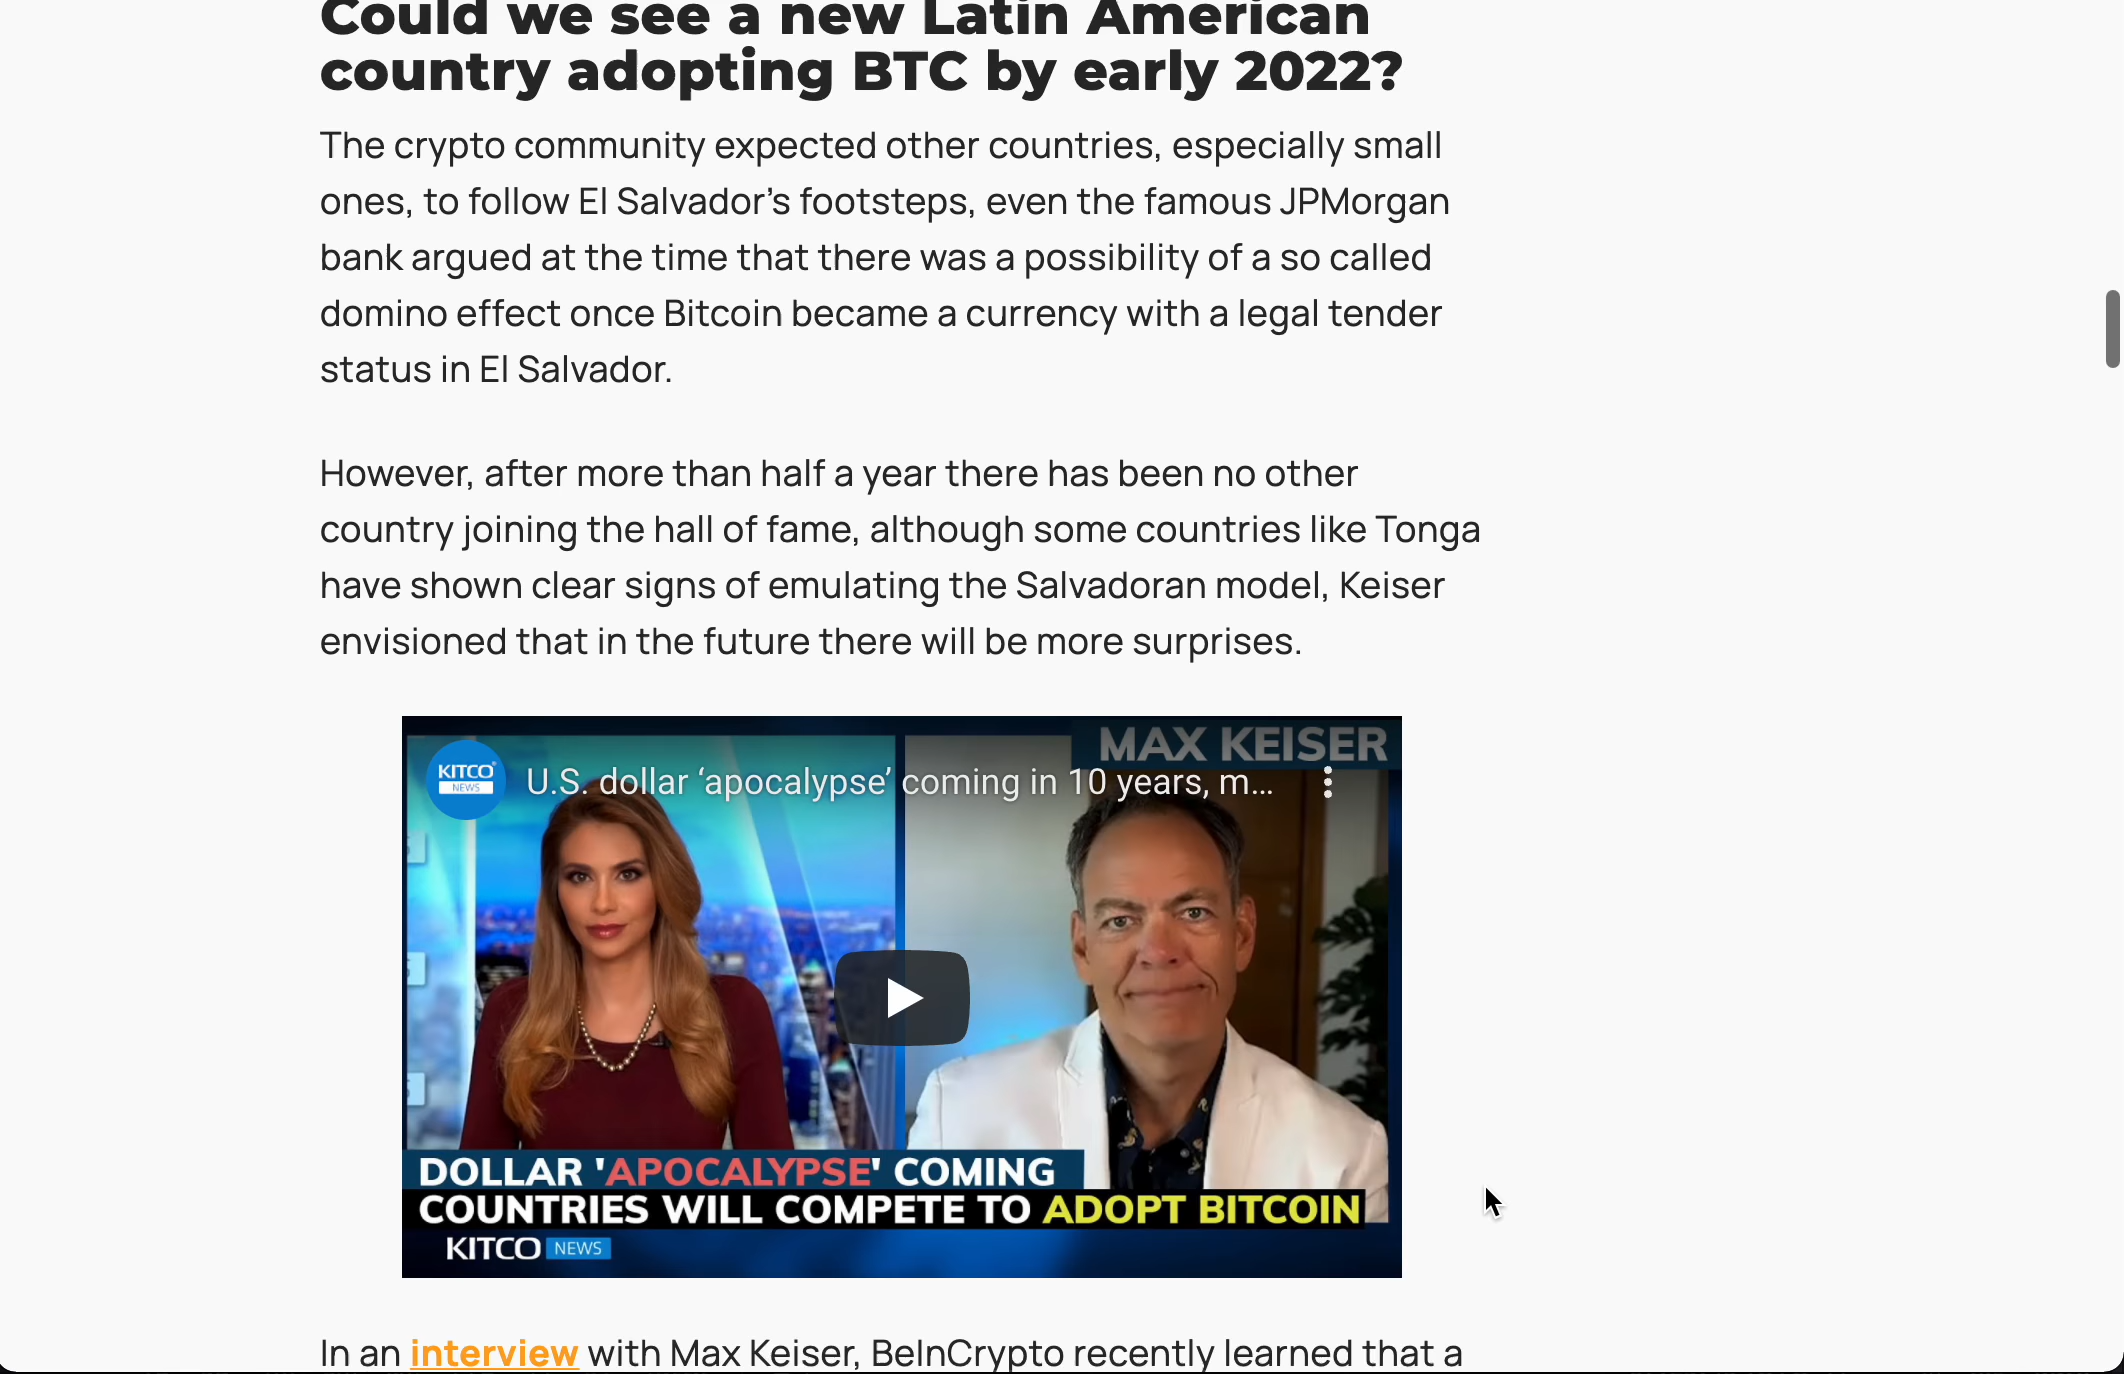 Could we see a new Latin American
country adopting BTC by early 2022?
The crypto community expected other countries, especially small
ones, to follow El Salvador’s footsteps, even the famous JPMorgan
bank argued at the time that there was a possibility of a so called
domino effect once Bitcoin became a currency with a legal tender
status in El Salvador.
However, after more than half a year there has been no other
country joining the hall of fame, although some countries like Tonga
have shown clear signs of emulating the Salvadoran model, Keiser
envisioned that in the future there will be more surprises.
MAX KEISER
KITCO
NEWS
U.S. dollar ‘apocalypse’ coming in 10 years, m...
DOLLAR 'APOCALYPSE' COMING
COUNTRIES WILL COMPETE TO ADOPT BITCOIN
KITCO NEWS
In an interview with Max Keiser, BeInCrypto recently learned that a